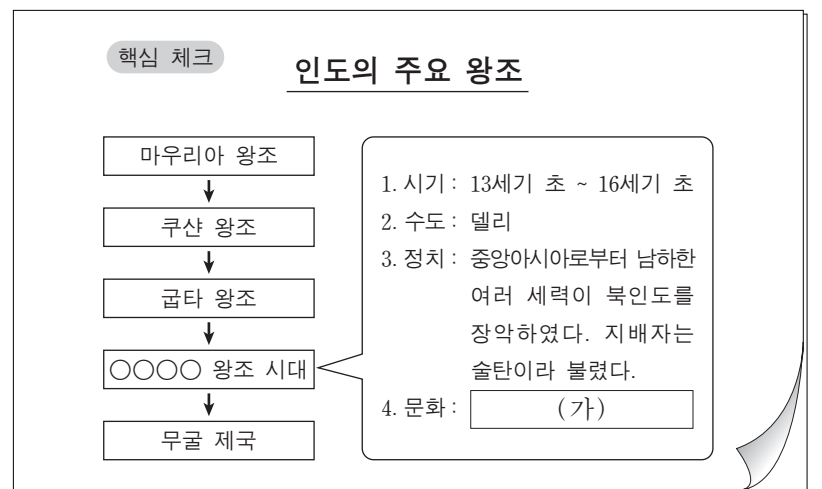 핵심 체크
인도의 주요 왕조
마우리아 왕조
쿠샨 왕조
굽타 왕조
○○○○ 왕조 시대
무굴 제국
1. 시기 : 13세기 초 ~ 16세기 초
2. 수도 : 델리
3. 정치 : 중앙아시아로부터 남하한
여러 세력이 북인도를
장악하였다. 지배자는
술탄이라 불렸다.
4. 문화 : (가)